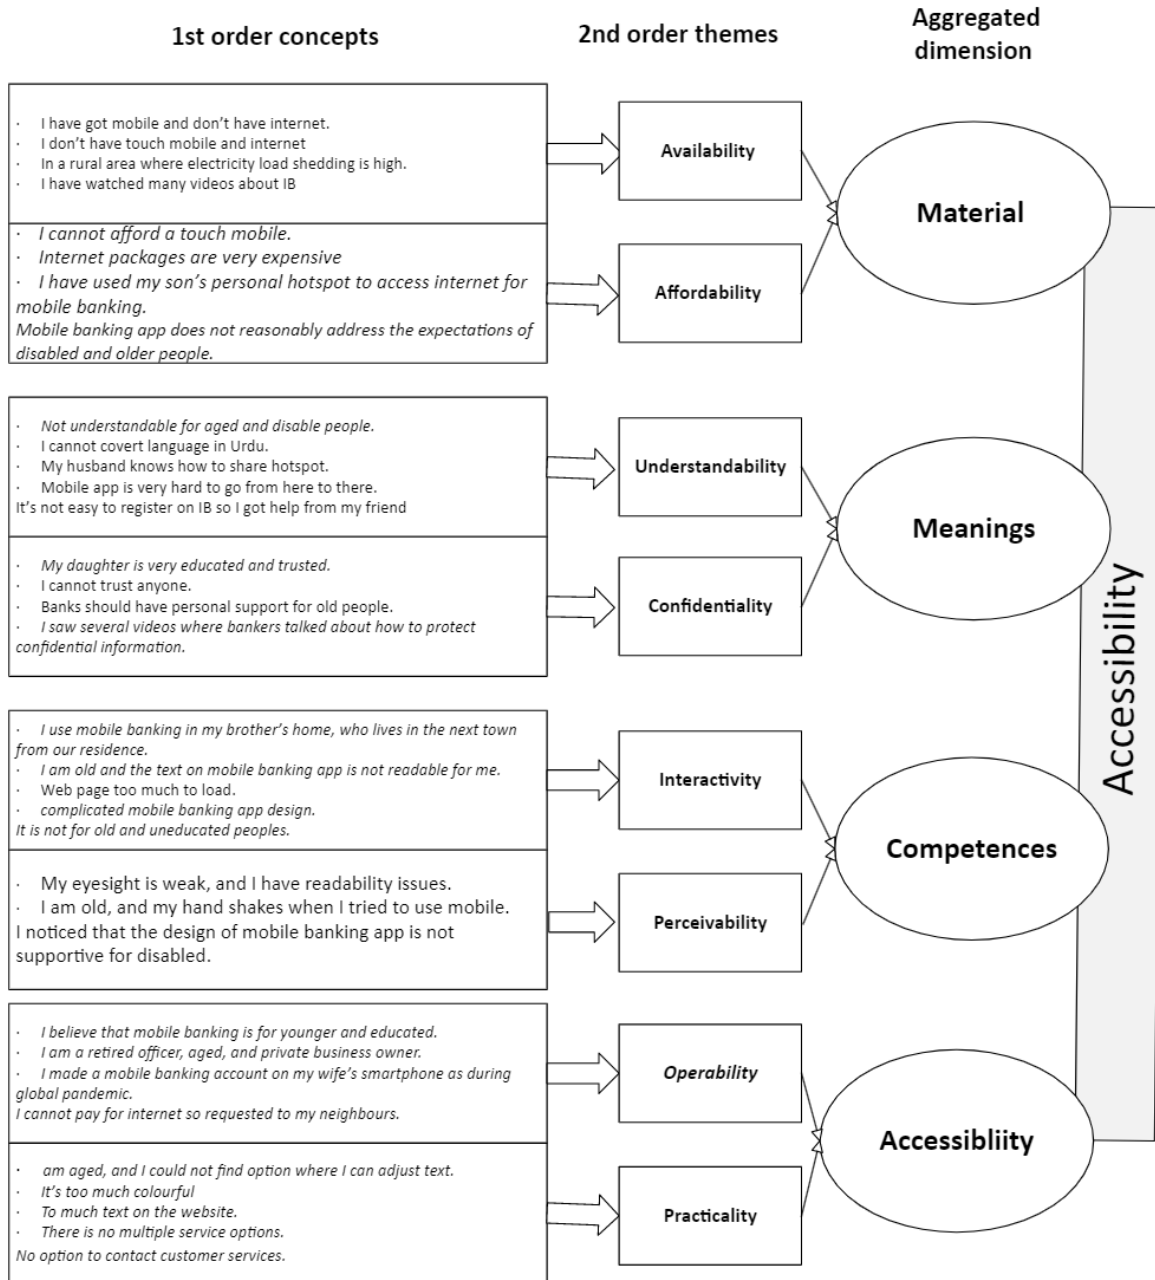 1st order concepts
2nd order themes
Aggregated
dimension
· I have got mobile and don't have internet.
· I don't have touch mobile and internet
· In a rural area where electricity load shedding is high.
· I have watched many videos about IB
Availability
· I cannot afford a touch mobile.
· Internet packages are very expensive
· I have used my son's personal hotspot to access internet for
mobile banking.
Mobile banking app does not reasonably address the expectations of
disabled and older people.
Affordability
Material
· Not understandable for aged and disable people.
· I cannot covert language in Urdu.
· My husband knows how to share hotspot.
· Mobile app is very hard to go from here to there.
It's not easy to register on IB so I got help from my friend
Understandability
· My daughter is very educated and trusted.
· I cannot trust anyone.
· Banks should have personal support for old people.
· I saw several videos where bankers talked about how to protect
confidential information.
Confidentiality
Meanings
· I use mobile banking in my brother's home, who lives in the next town
from our residence.
· I am old and the text on mobile banking app is not readable for me.
· Web page too much to load.
· complicated mobile banking app design.
It is not for old and uneducated peoples.
Interactivity
· My eyesight is weak, and I have readability issues.
· I am old, and my hand shakes when I tried to use mobile.
I noticed that the design of mobile banking app is not
supportive for disabled.
Perceivability
Competences
· I believe that mobile banking is for younger and educated.
· I am a retired officer, aged, and private business owner.
· I made a mobile banking account on my wife's smartphone as during
global pandemic.
I cannot pay for internet so requested to my neighbours.
Operability
· am aged, and I could not find option where I can adjust text.
· It's too much colourful
· To much text on the website.
· There is no multiple service options.
No option to contact customer services.
Practicality
Accessibliity
Accessibility